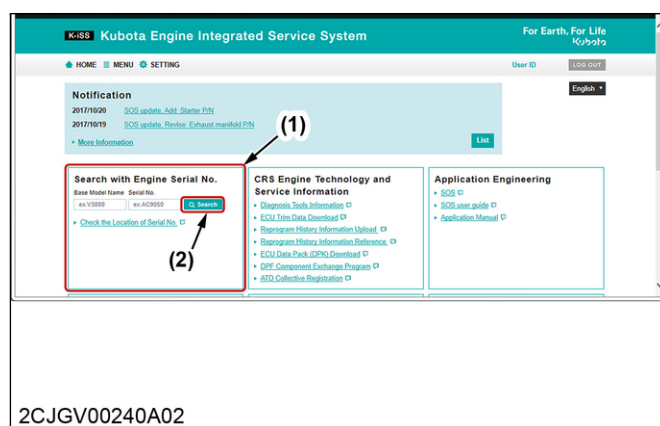 K-iSS Kubota Engine Integrated Service System
For Earth, For Life
Kubota
HOME MENU SETTING
User ID
LOG OUT
English
Notification
2017/10/20 SOS update, Add: Starter P/N
2017/10/19 SOS update, Revise: Exhaust manifold P/N
More Information
List
(1)
Search with Engine Serial No.
Base Model Name Serial No.
ex.V3800 ex.AC9050 Search
Check the Location of Serial No.
(2)
CRS Engine Technology and
Service Information
Diagnosis Tools Information
ECU Trim Data Download
Reprogram History Information Upload
Reprogram History Information Reference
ECU Data Pack (DPK) Download
DPF Component Exchange Program
ATD Collective Registration
Application Engineering
SOS
SOS user guide
Application Manual
2CJGV00240A02